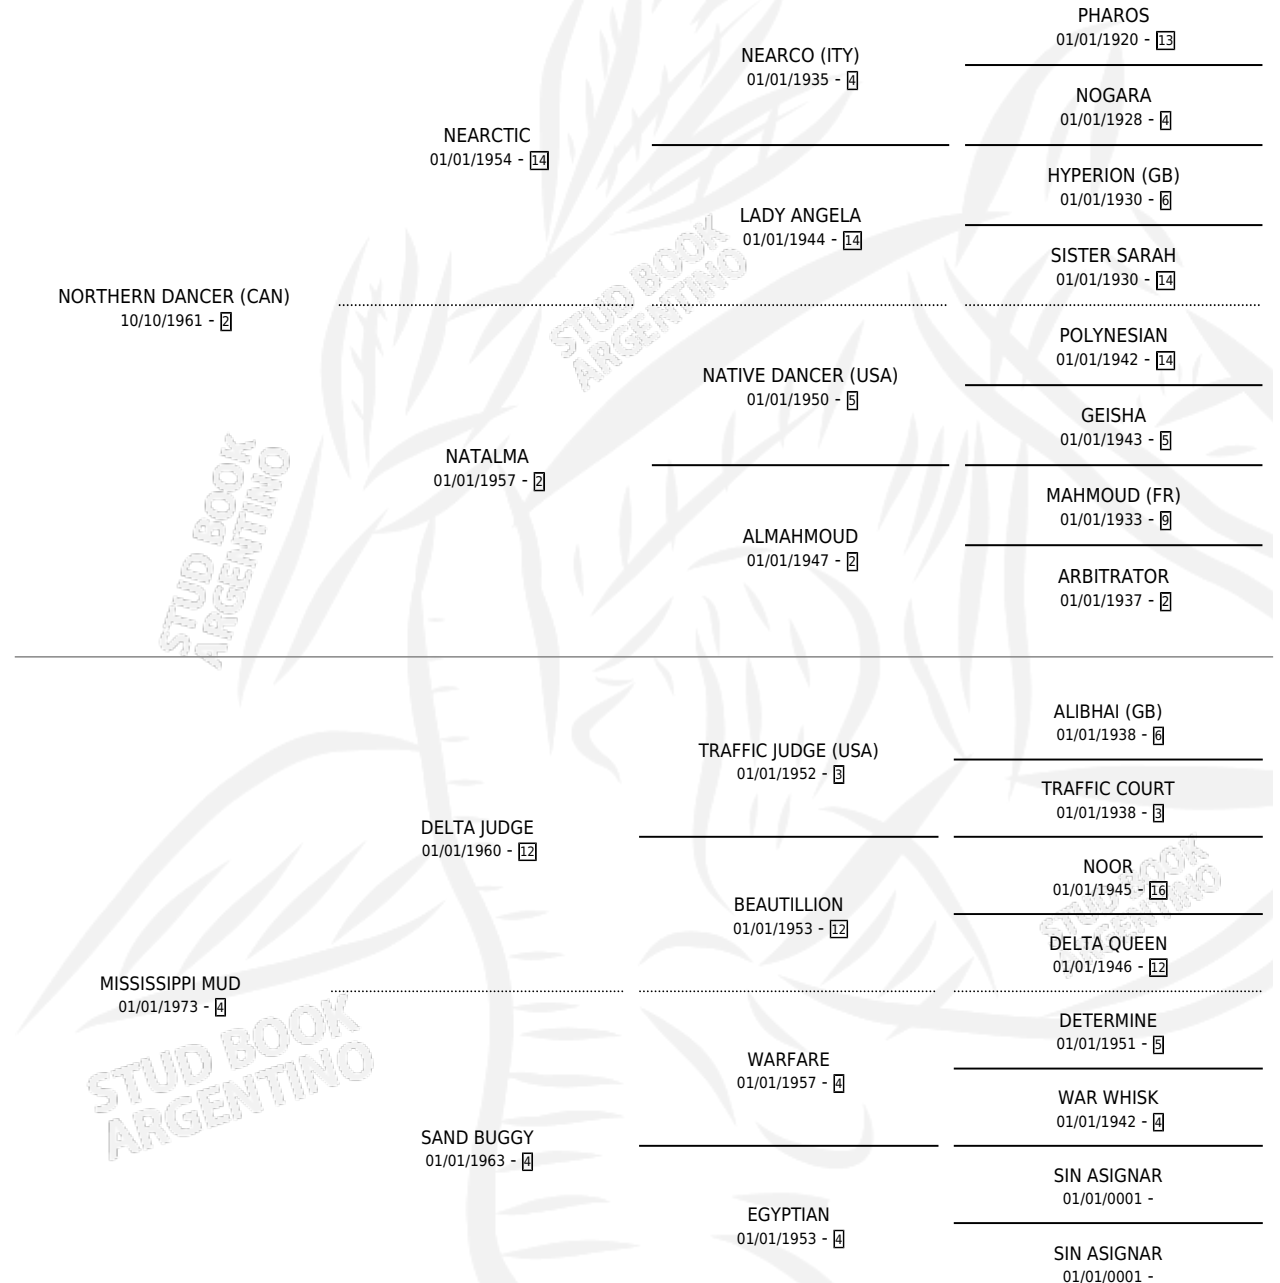 PHAROS
01/01/1920 - 13
NEARCO (ITY)
01/01/1935 - 4
NOGARA
01/01/1928 - 4
NEARCTIC
01/01/1954 - 14
HYPERION (GB)
01/01/1930 - 6
LADY ANGELA
01/01/1944 - 14
SISTER SARAH
01/01/1930 - 14
NORTHERN DANCER (CAN)
10/10/1961 - 2
POLYNESIAN
01/01/1942 - 14
NATIVE DANCER (USA)
01/01/1950 - 5
GEISHA
01/01/1943 - 5
NATALMA
01/01/1957 - 2
MAHMOUD (FR)
01/01/1933 - 9
ALMAHMOUD
01/01/1947 - 2
ARBITRATOR
01/01/1937 - 2
ALIBHAI (GB)
01/01/1938 - 6
TRAFFIC JUDGE (USA)
01/01/1952 - 3
TRAFFIC COURT
01/01/1938 - 3
DELTA JUDGE
01/01/1960 - 12
NOOR
01/01/1945 - 16
BEAUTILLION
01/01/1953 - 12
DELTA QUEEN
01/01/1946 - 12
MISSISSIPPI MUD
01/01/1973 - 4
DETERMINE
01/01/1951 - 5
WARFARE
01/01/1957 - 4
WAR WHISK
01/01/1942 - 4
SAND BUGGY
01/01/1963 - 4
SIN ASIGNAR
01/01/0001 -
EGYPTIAN
01/01/1953 - 4
SIN ASIGNAR
01/01/0001 -
STUD BOOK
ARGENTINO
STUD BOOK
ARGENTINO
STUD BOOK
ARGENTINO
STUD BOOK
ARGENTINO